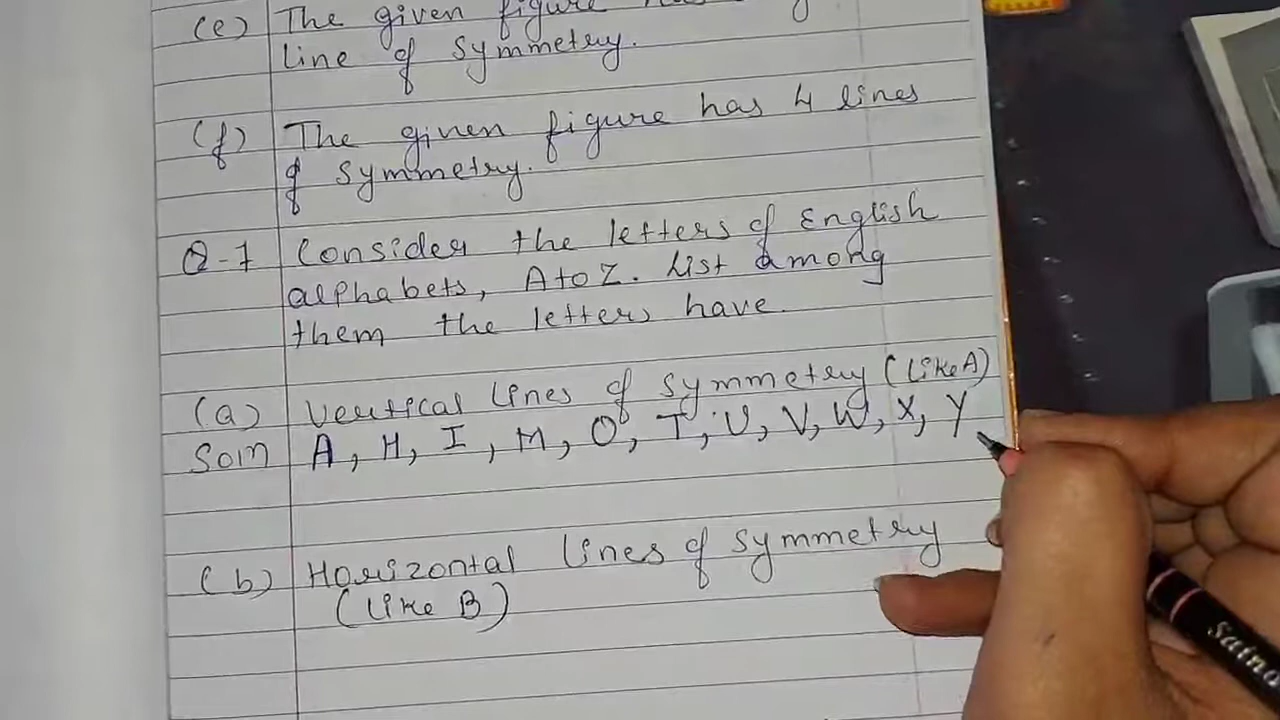 (e) The given figure
line of symmetry.
(f) The given figure has 4 lines
of symmetry.
Q-7 Consider the letters of English
alphabets, A to Z. List among
them the letters have.
(a) Vertical lines of symmetry (like A)
Soln A, H, I, M, O, T, U, V, W, X, Y
(b) Horizontal lines of symmetry
(like B)